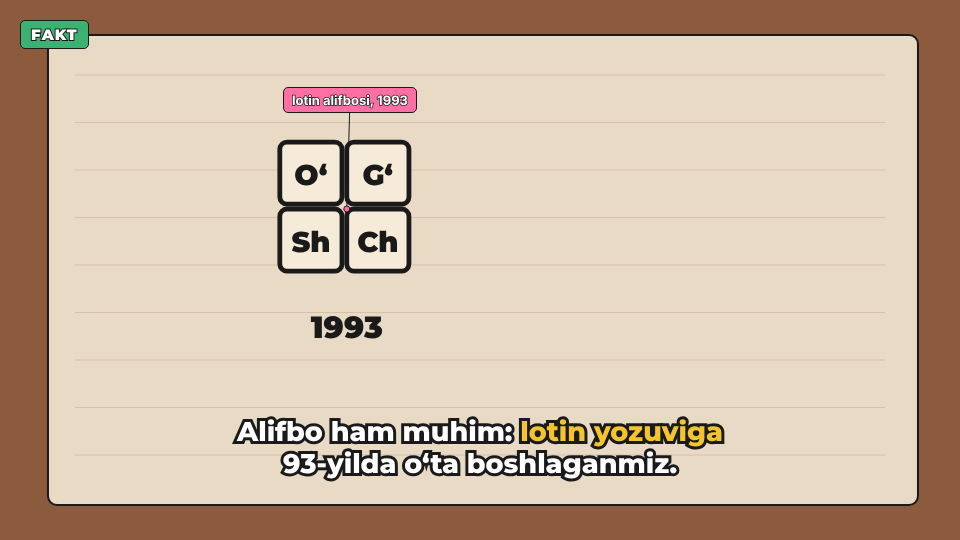 FAKT
lotin alifbosi, 1993
O‘ G‘
Sh Ch
1993
Alifbo ham muhim: lotin yozuviga
93-yilda o‘ta boshlaganmiz.